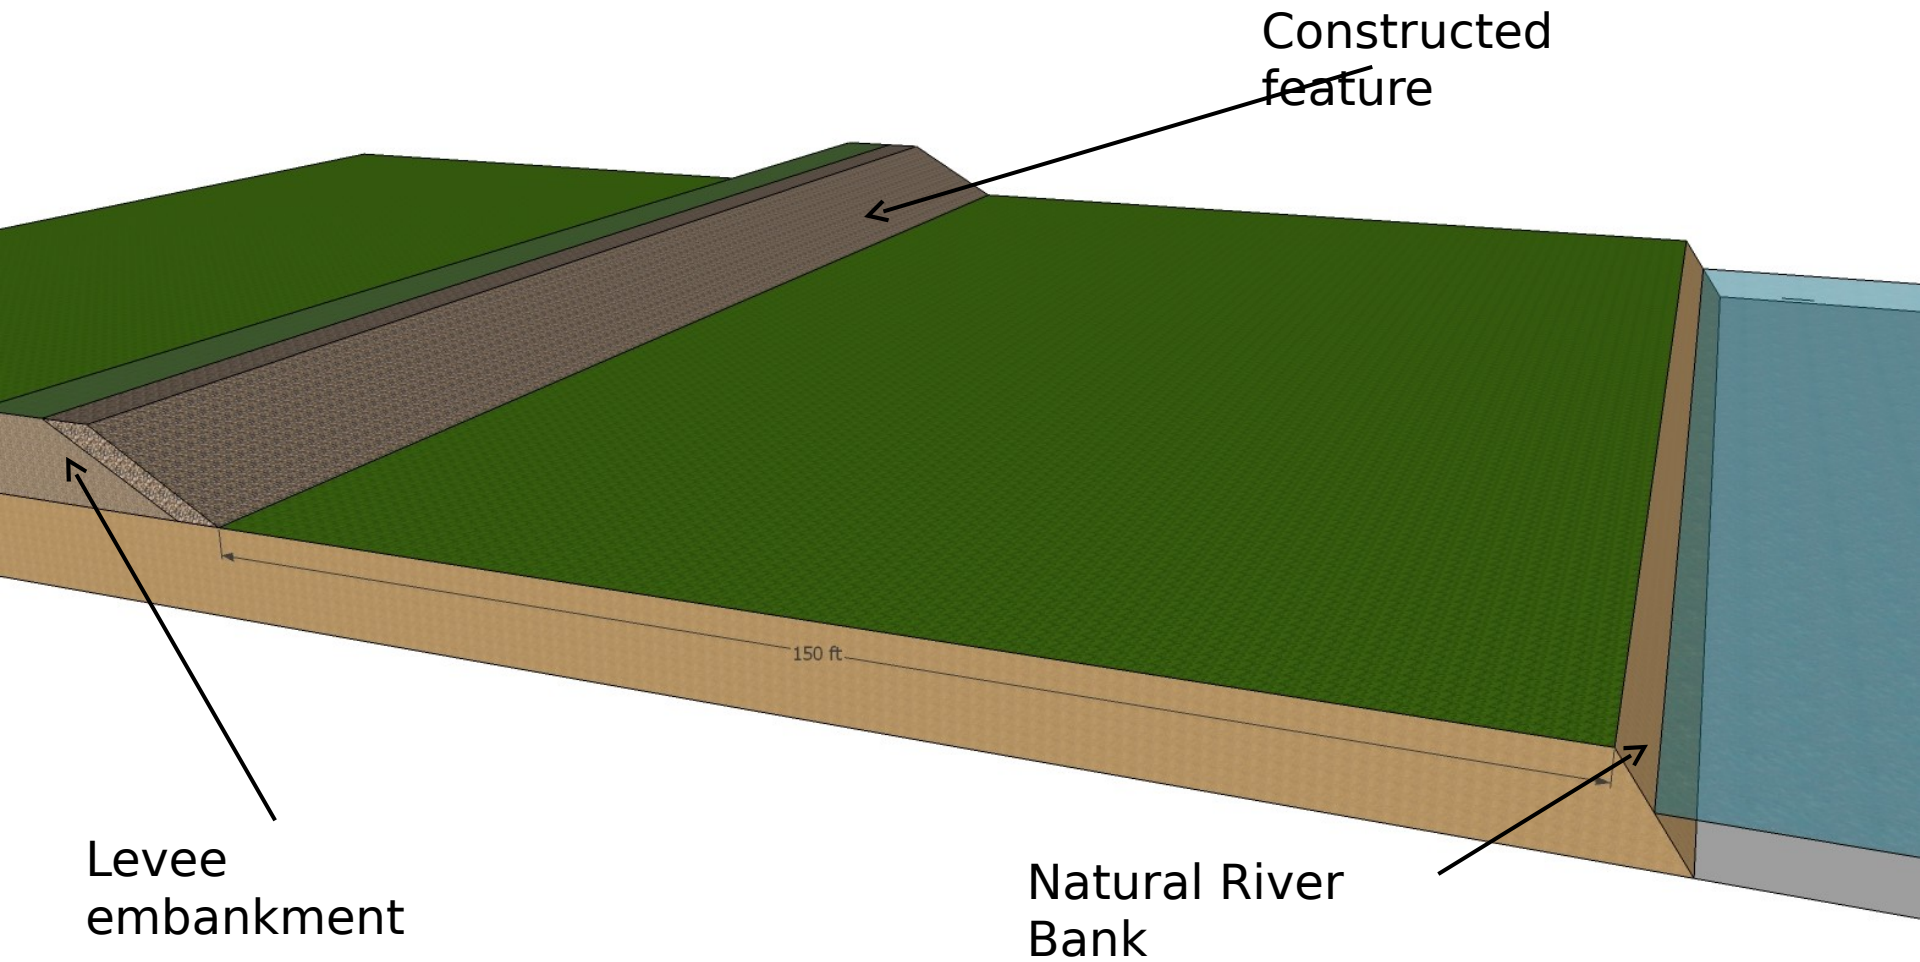 Constructed
feature
150 ft
Levee
embankment
Natural River
Bank